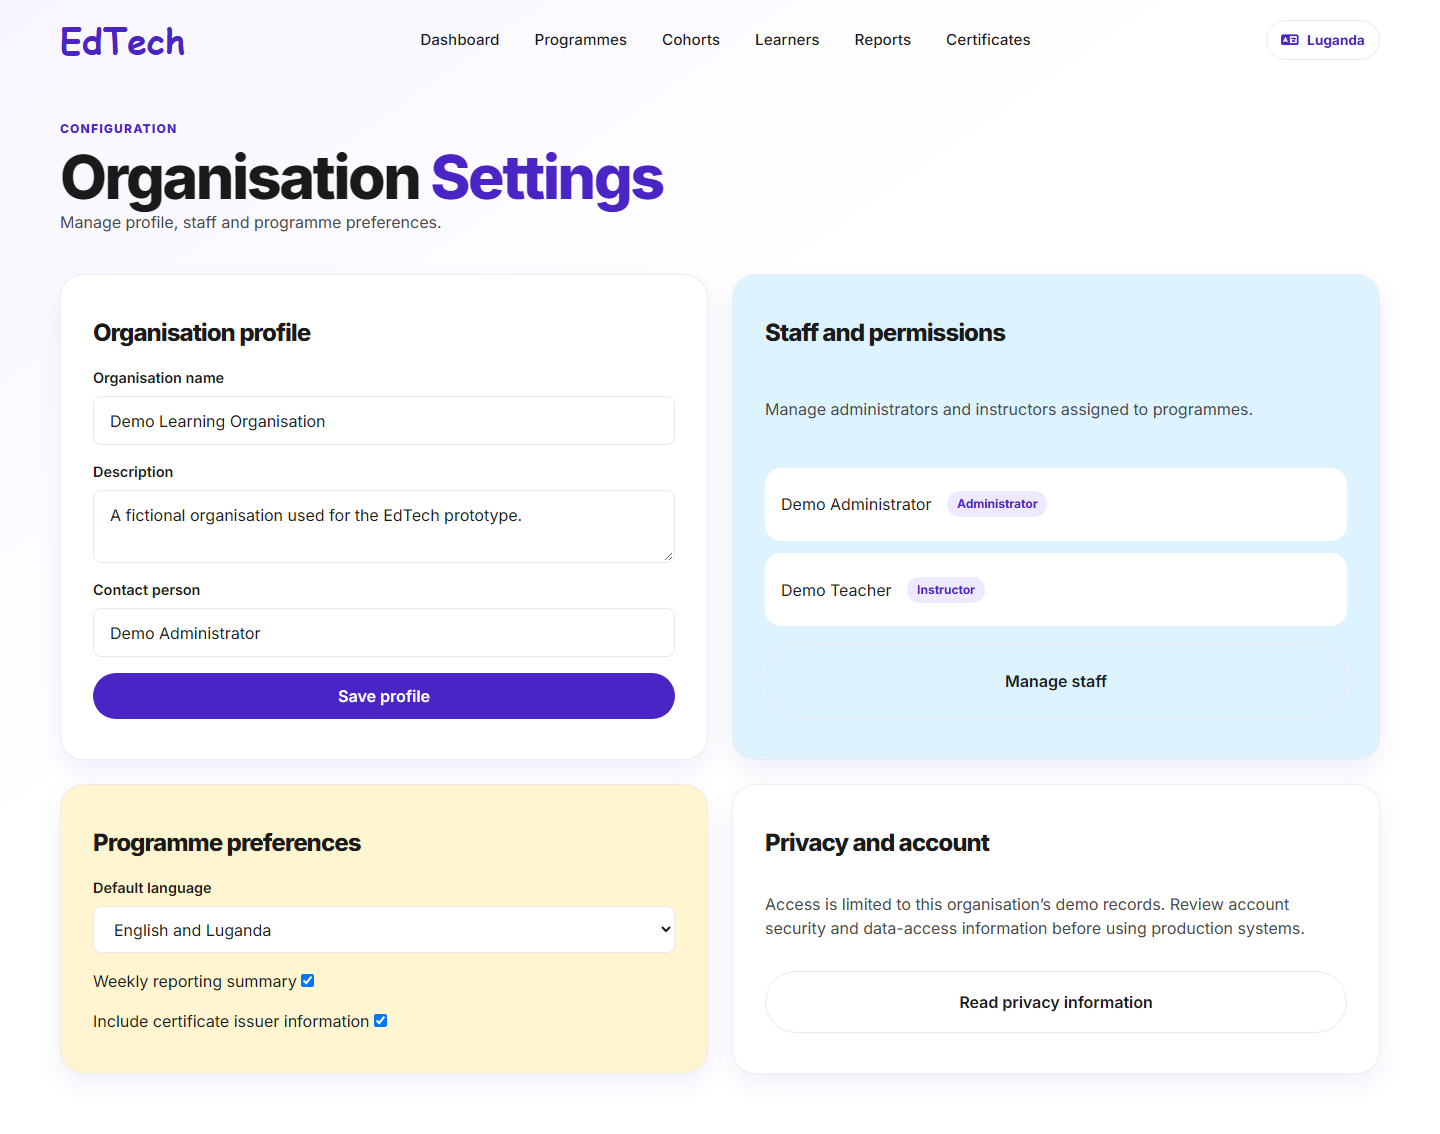 EdTech
Dashboard
Programmes
Cohorts
Learners
Reports
Certificates
Luganda
CONFIGURATION
Organisation Settings
Manage profile, staff and programme preferences.
Organisation profile
Organisation name
Demo Learning Organisation
Description
A fictional organisation used for the EdTech prototype.
Contact person
Demo Administrator
Save profile
Staff and permissions
Manage administrators and instructors assigned to programmes.
Demo Administrator Administrator
Demo Teacher Instructor
Manage staff
Programme preferences
Default language
English and Luganda
Weekly reporting summary
Include certificate issuer information
Privacy and account
Access is limited to this organisation’s demo records. Review account
security and data-access information before using production systems.
Read privacy information